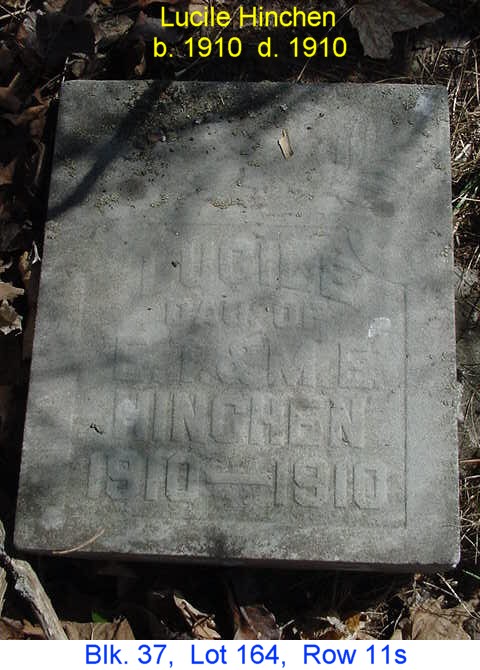 Lucile Hinchen
b. 1910 d. 1910
LUCILE
DAU. OF
& M.E.
HINCHEN
1910 — 1910
Blk. 37, Lot 164, Row 11s